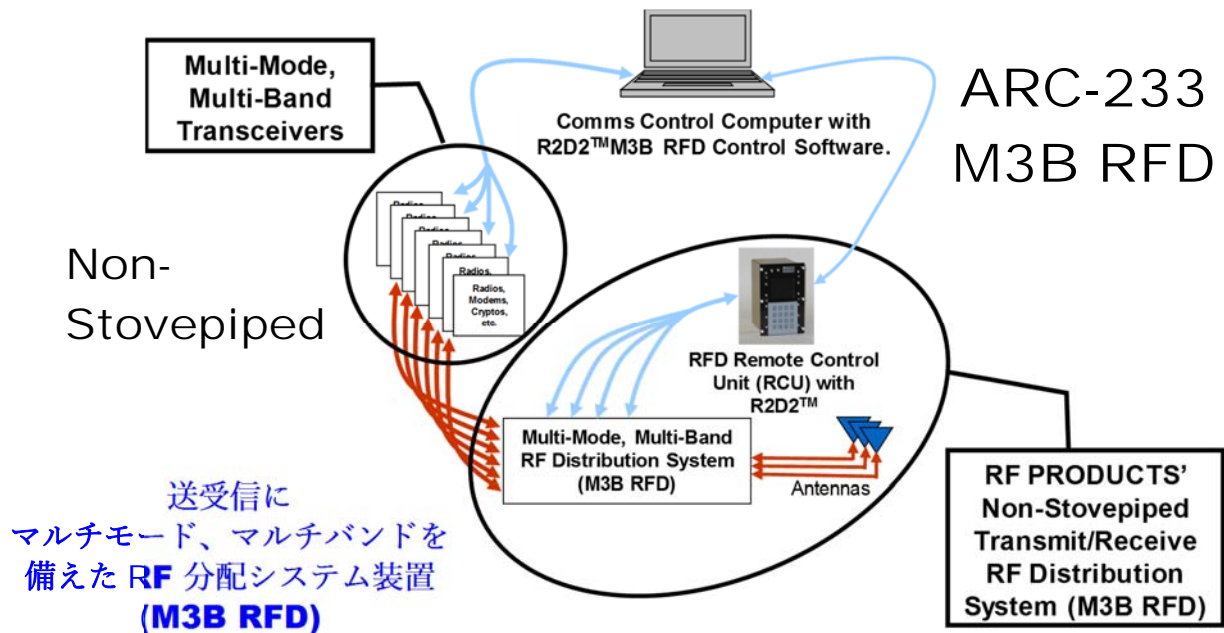 Multi-Mode,
Multi-Band
Transceivers
Comms Control Computer with
R2D2™M3B RFD Control Software.
ARC-233
M3B RFD
Non-
Stovepiped
Radios,
Radios,
Modems,
Cryptos,
etc.
RFD Remote Control
Unit (RCU) with
R2D2™
Multi-Mode, Multi-Band
RF Distribution System
(M3B RFD)
Antennas
RF PRODUCTS'
Non-Stovepiped
Transmit/Receive
RF Distribution
System (M3B RFD)
送受信に
マルチモード、マルチバンドを
備えた RF 分配システム装置
(M3B RFD)